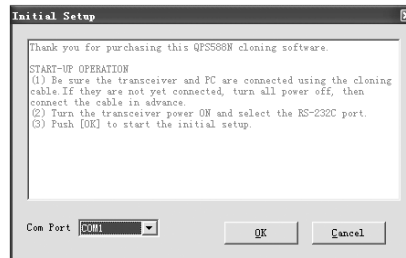 Initial Setup
Thank you for purchasing this QPS588N cloning software.
START-UP OPERATION
(1) Be sure the transceiver and PC are connected using the cloning
cable.If they are not yet connected, turn all power off, then
connect the cable in advance.
(2) Turn the transceiver power ON and select the RS-232C port.
(3) Push [OK] to start the initial setup.
Com Port COM1 OK Cancel